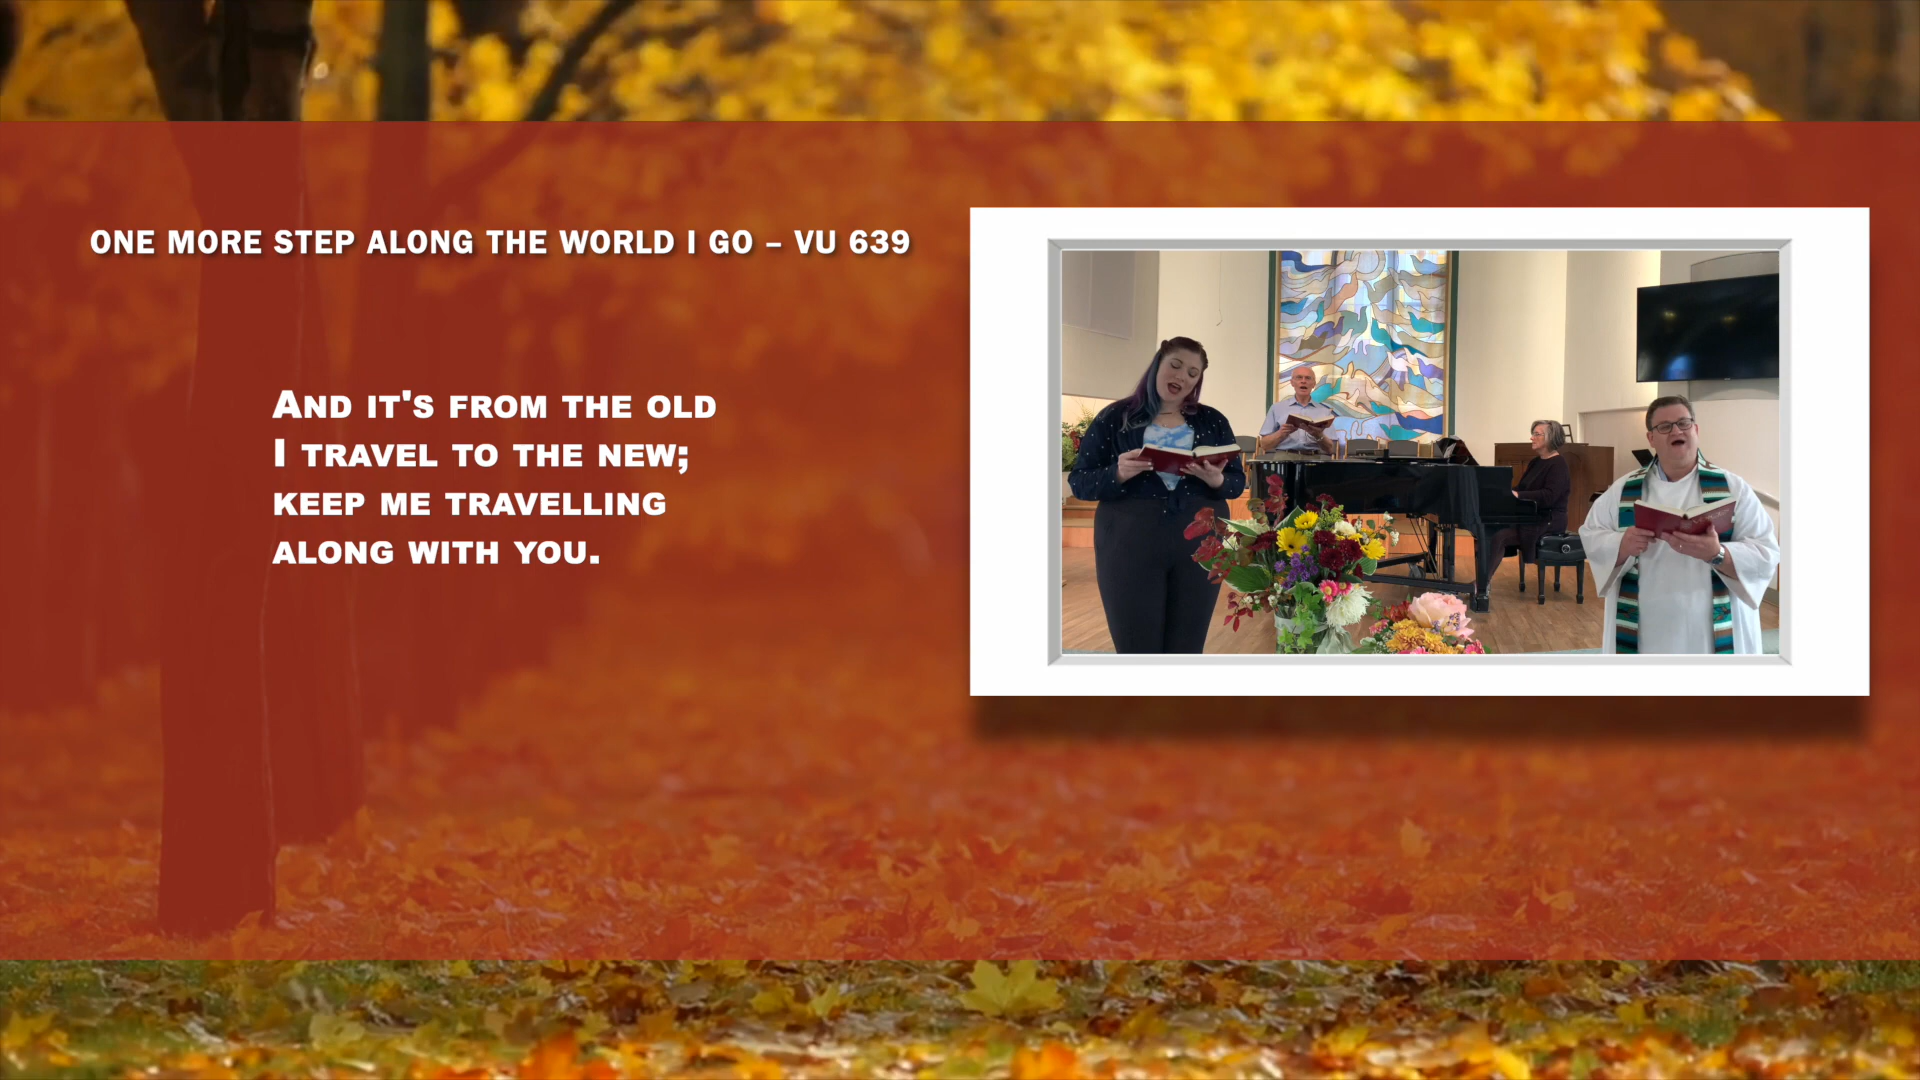 ONE MORE STEP ALONG THE WORLD I GO – VU 639
AND IT'S FROM THE OLD
I TRAVEL TO THE NEW;
KEEP ME TRAVELLING
ALONG WITH YOU.